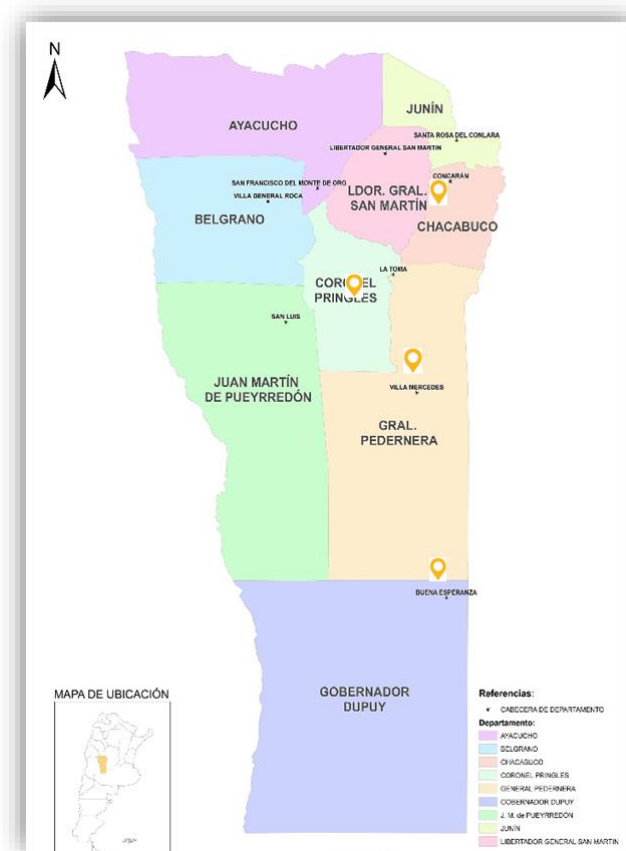 N
JUNÍN
AYACUCHO
SANTA ROSA DEL CONLARA
LIBERTADOR GENERAL SAN MARTIN
CONCARÁN
SAN FRANCISCO DEL MONTE DE ORO
LDOR. GRAL.
SAN MARTÍN
VILLA GENERAL ROCA
BELGRANO
CHACABUCO
LA TOMA
CORONEL
PRINGLES
SAN LUIS
JUAN MARTÍN
DE PUEYRREDÓN
VILLA MERCEDES
GRAL.
PEDERNERA
BUENA ESPERANZA
GOBERNADOR
DUPUY
MAPA DE UBICACIÓN
Referencias:
CABECERA DE DEPARTAMENTO
Departamento:
AYACUCHO
BELGRANO
CHACABUCO
CORONEL PRINGLES
GENERAL PEDERNERA
GOBERNADOR DUPUY
J. M. de PUEYRREDÓN
JUNÍN
LIBERTADOR GENERAL SAN MARTIN